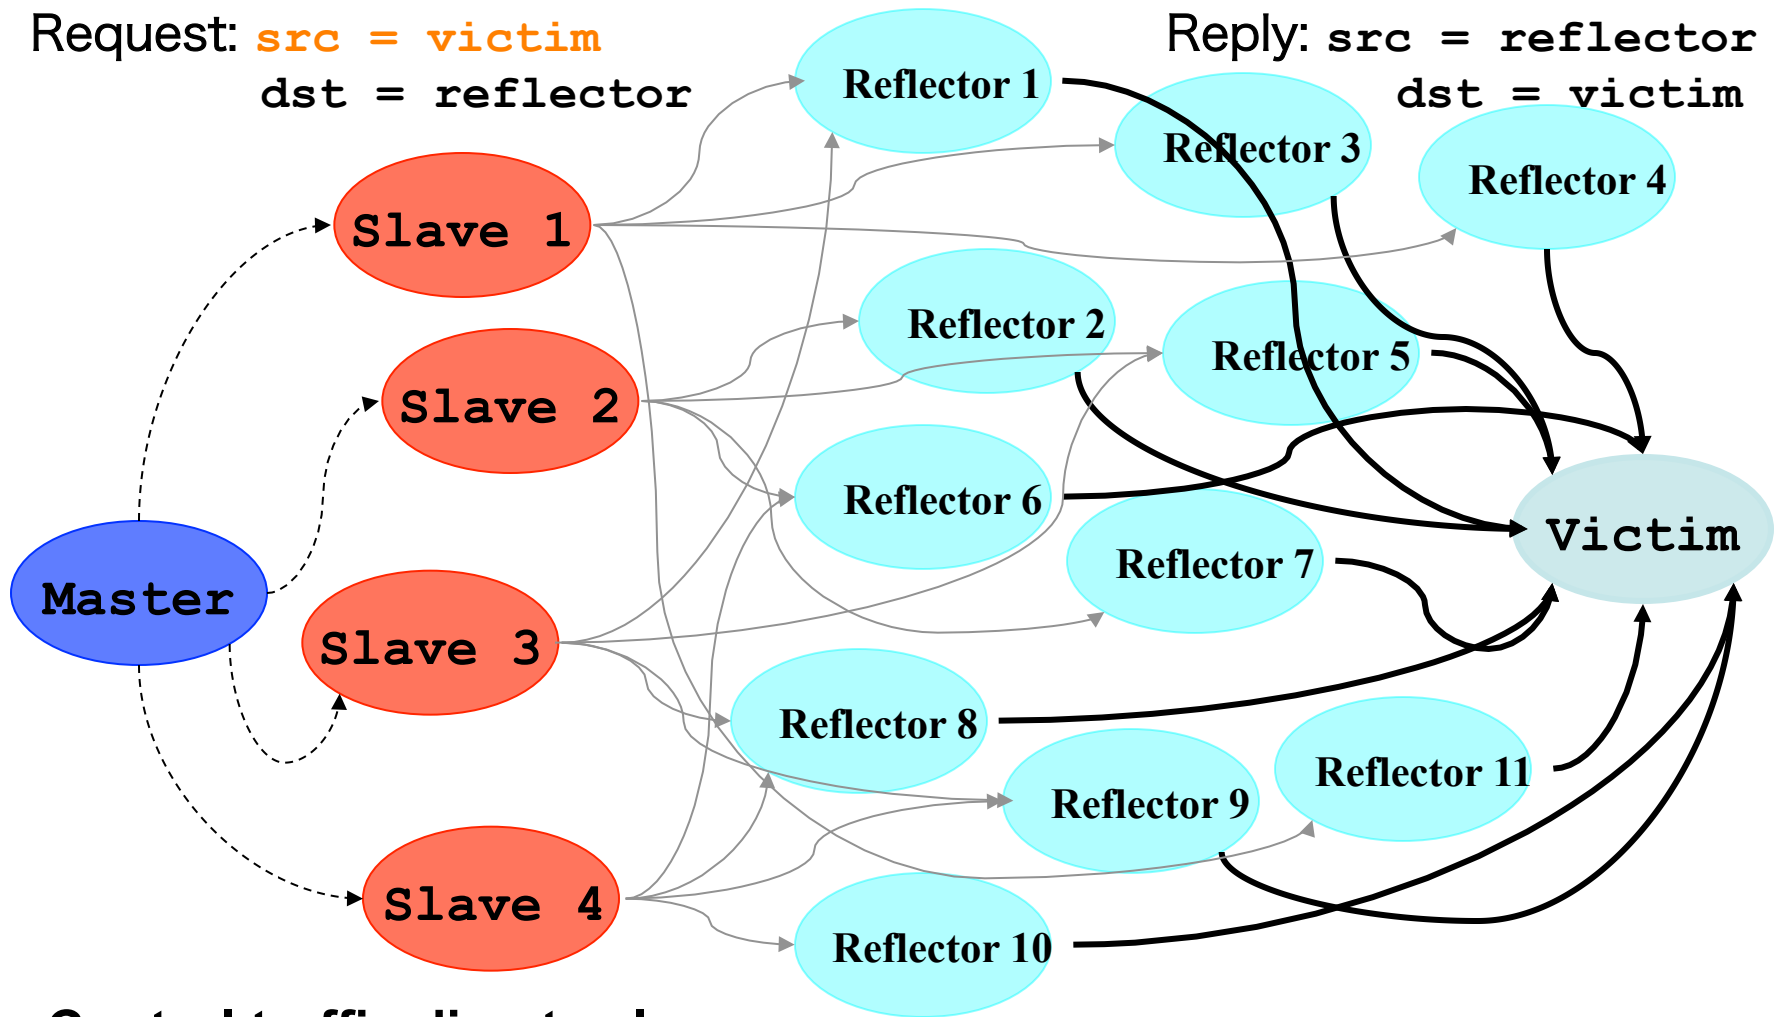 Request: src = victim
dst = reflector
Reply: src = reflector
dst = victim
Reflector 1
Reflector 3
Reflector 4
Slave 1
Reflector 2
Reflector 5
Slave 2
Reflector 6
Victim
Reflector 7
Master
Slave 3
Reflector 8
Reflector 11
Reflector 9
Slave 4
Reflector 10